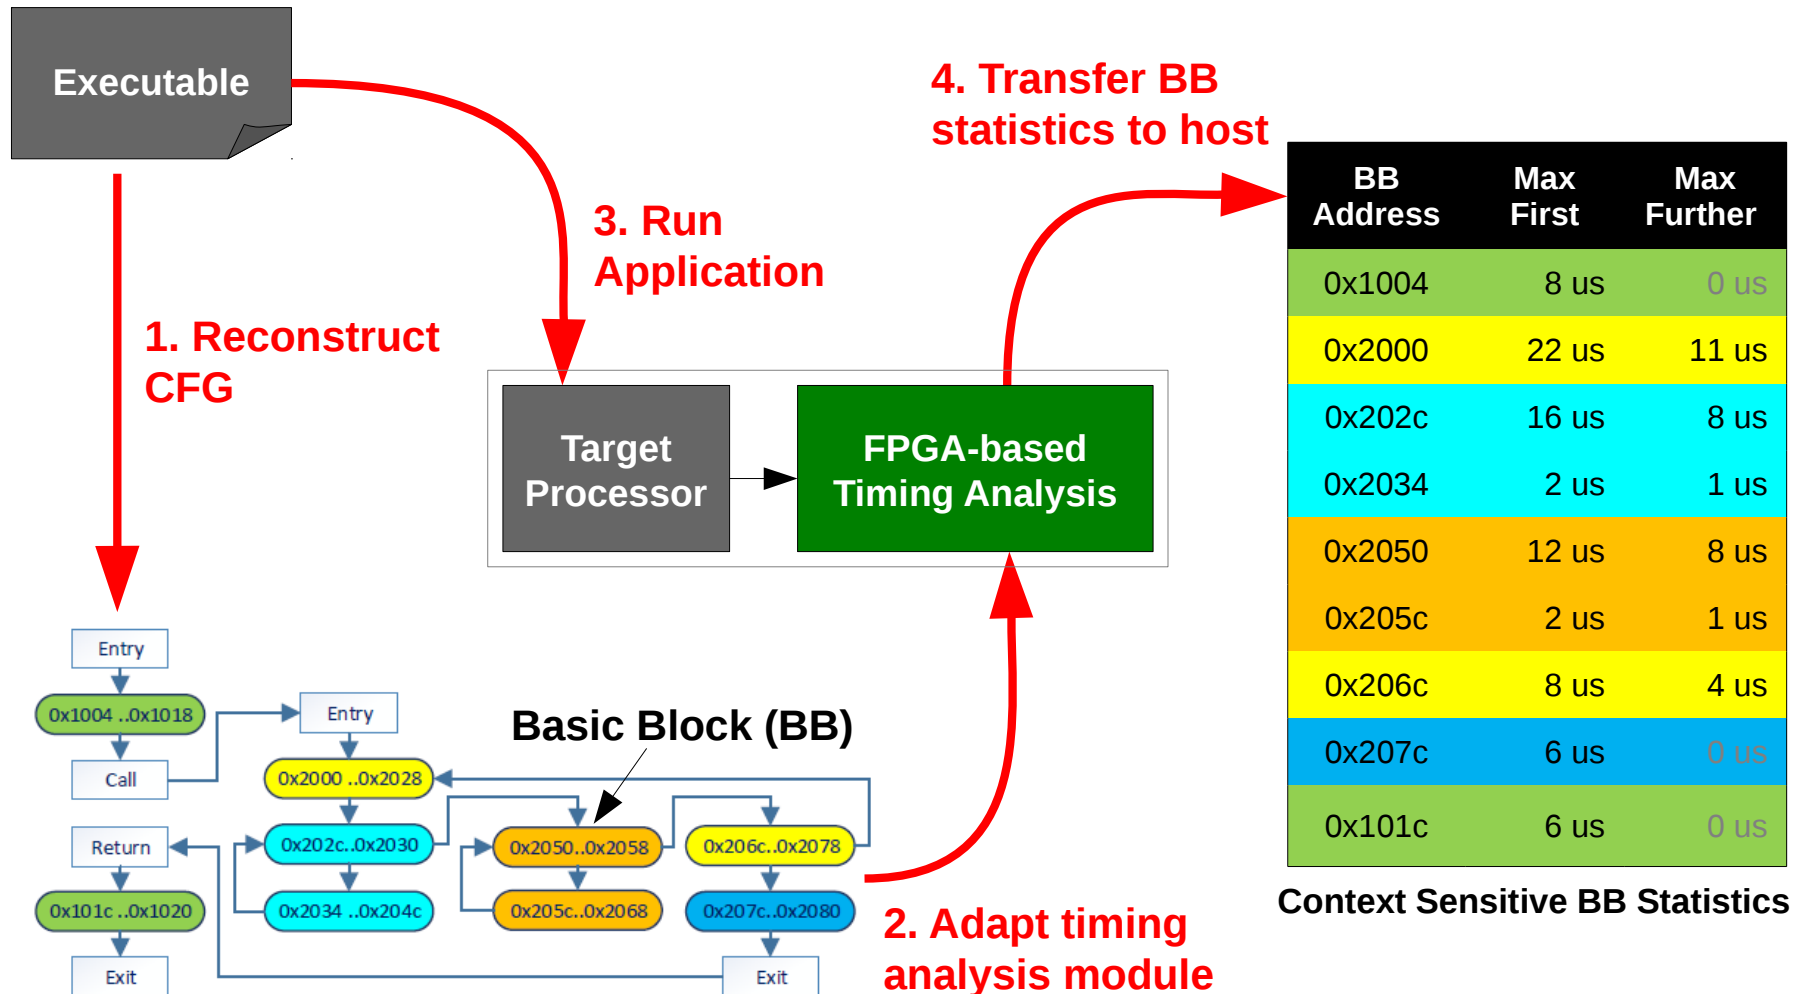 Executable
4. Transfer BB
statistics to host
3. Run
Application
1. Reconstruct
CFG
Target
Processor
FPGA-based
Timing Analysis
Entry
0x1004 ..0x1018
Call
Return
0x101c ..0x1020
Exit
Entry
0x2000 ..0x2028
0x202c..0x2030
0x2034 ..0x204c
Basic Block (BB)
0x2050..0x2058
0x205c..0x2068
0x206c..0x2078
0x207c..0x2080
Exit
2. Adapt timing
analysis module
BB Address Max First Max Further
0x1004 8 us 0 us
0x2000 22 us 11 us
0x202c 16 us 8 us
0x2034 2 us 1 us
0x2050 12 us 8 us
0x205c 2 us 1 us
0x206c 8 us 4 us
0x207c 6 us 0 us
0x101c 6 us 0 us
Context Sensitive BB Statistics